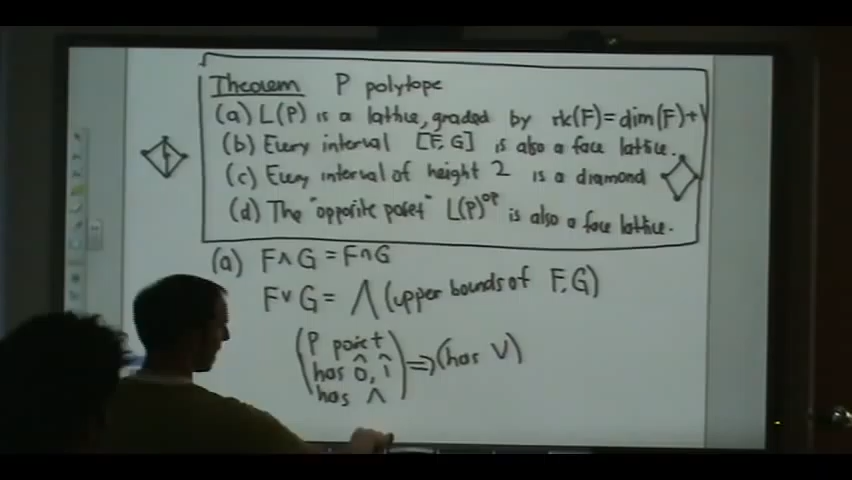 Theorem P polytope
(a) L(P) is a lattice, graded by rk(F)=dim(F)+1
(b) Every interval [F,G] is also a face lattice.
(c) Every interval of height 2 is a diamond
(d) The "opposite poset" L(P)^op is also a face lattice.
(a) F∧G = F∩G
F∨G = ⋀ (upper bounds of F,G)
(P poset
has 0̂, 1̂
has ∧) ⇒ (has ∨)